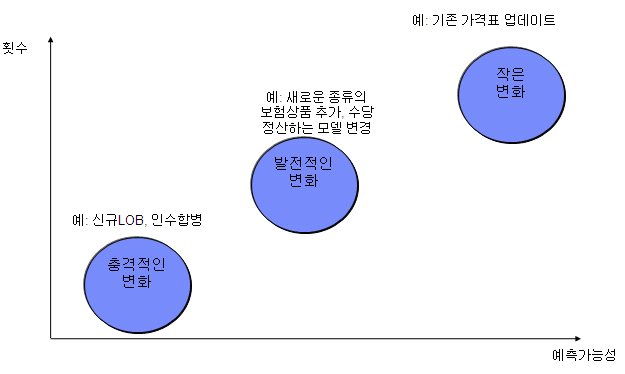 예: 기존 가격표 업데이트
횟수
작은
변화
예: 새로운 종류의
보험상품 추가, 수당
정산하는 모델 변경
발전적인
변화
예: 신규LOB, 인수합병
충격적인
변화
예측가능성